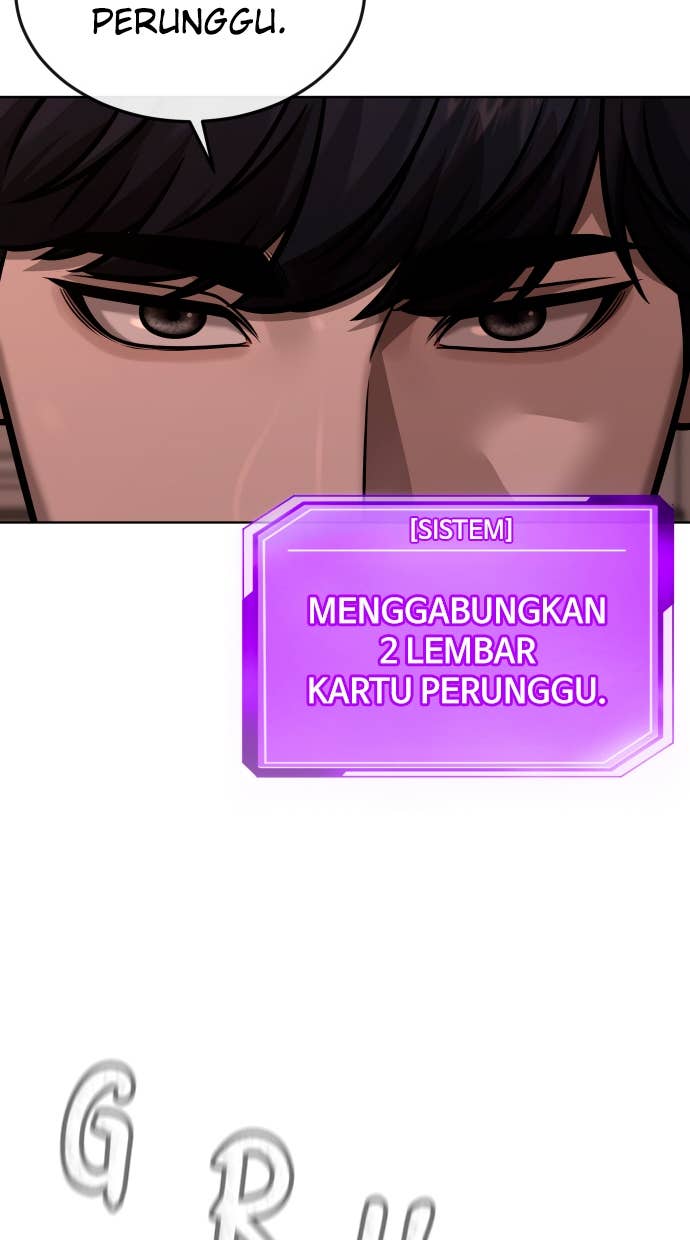 PERUNGGU.
[SISTEM]
MENGGABUNGKAN
2 LEMBAR
KARTU PERUNGGU.
G
R